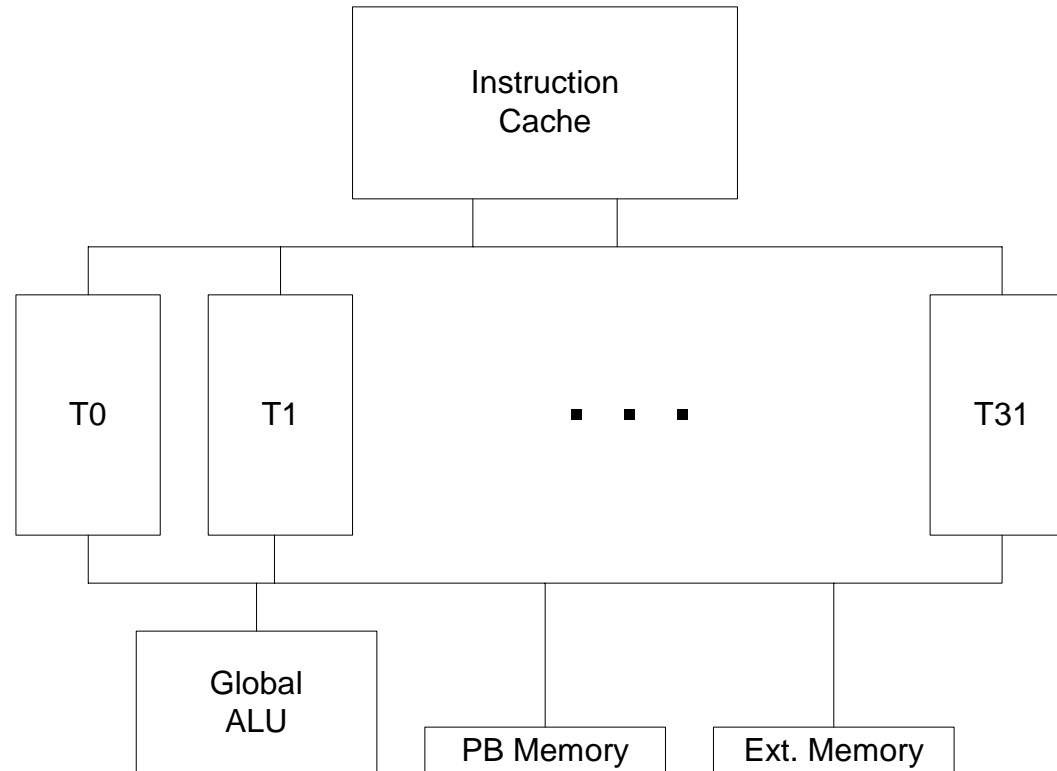 Instruction
Cache
T0
T1
T31
Global
ALU
PB Memory
Ext. Memory